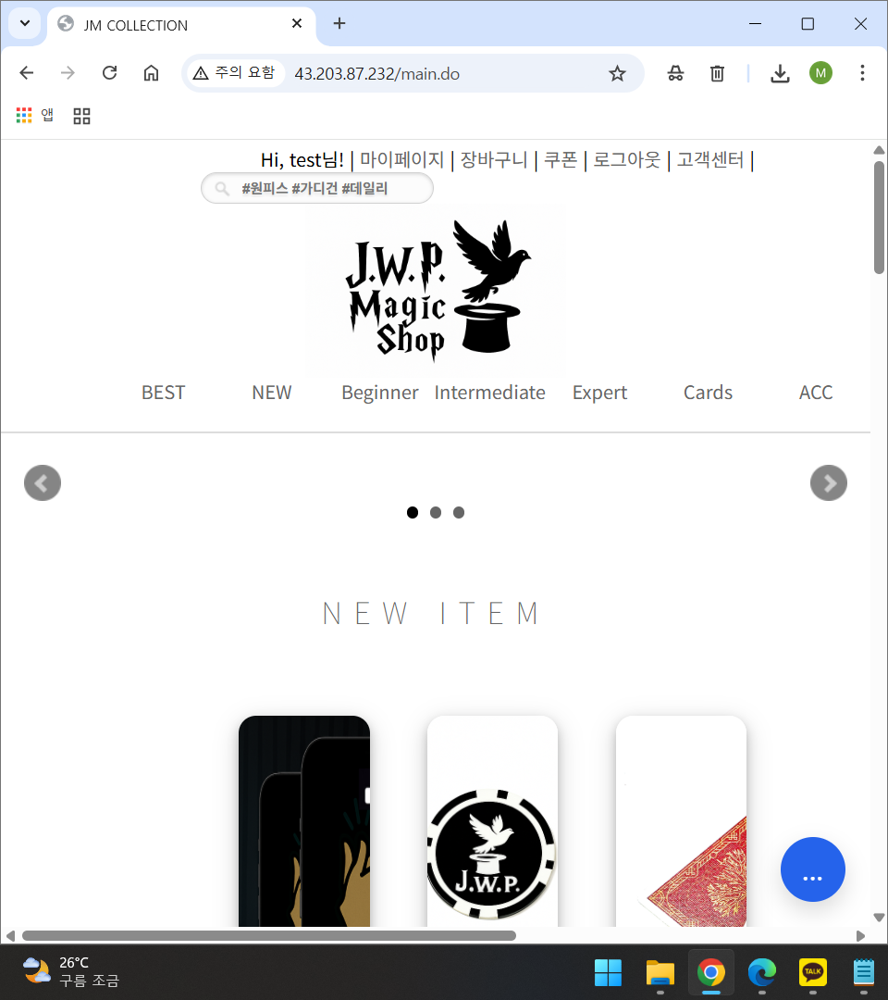 JM COLLECTION
주의 요함 43.203.87.232/main.do
M
앱
Hi, test님! | 마이페이지 | 장바구니 | 쿠폰 | 로그아웃 | 고객센터 |
#원피스 #가디건 #데일리
J.W.P.
Magic
Shop
BEST NEW Beginner Intermediate Expert Cards ACC
NEW ITEM
J.W.P.
...
26°C
구름 조금
TALK